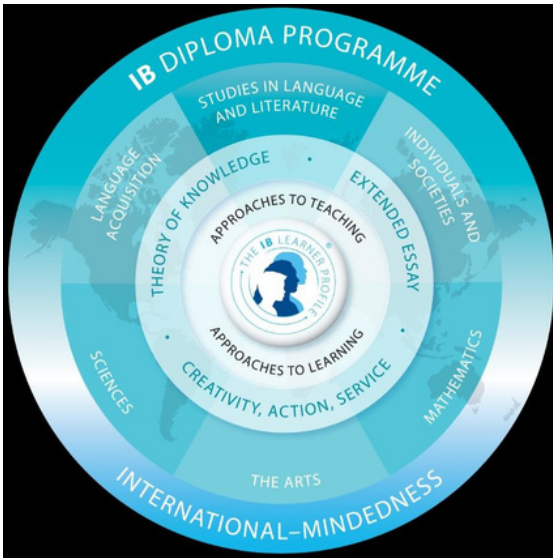 IB DIPLOMA PROGRAMME
STUDIES IN LANGUAGE
AND LITERATURE
LANGUAGE
ACQUISITION
INDIVIDUALS AND
SOCIETIES
THEORY OF KNOWLEDGE
·
EXTENDED ESSAY
·
CREATIVITY, ACTION, SERVICE
·
APPROACHES TO TEACHING
THE IB LEARNER PROFILE
®
APPROACHES TO LEARNING
SCIENCES
MATHEMATICS
THE ARTS
INTERNATIONAL–MINDEDNESS